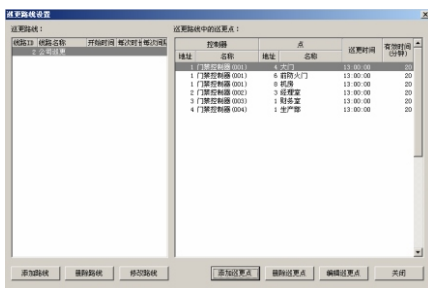 巡更路线设置
巡更路线：
巡更路线中的巡更点：
线路ID 线路名称 开始时间 每次时长 每次间隔
2 公司巡更
控制器 点 巡更时间 有效时间(分钟)
地址 名称 地址 名称
1 门禁控制器(001) 4 大门 13:00:00 20
1 门禁控制器(001) 6 前防火门 13:00:00 20
1 门禁控制器(001) 8 机房 13:00:00 20
2 门禁控制器(002) 3 经理室 13:00:00 20
3 门禁控制器(003) 1 财务室 13:00:00 20
4 门禁控制器(004) 1 生产部 13:00:00 20
添加路线 删除路线 修改路线 添加巡更点 删除巡更点 编辑巡更点 关闭